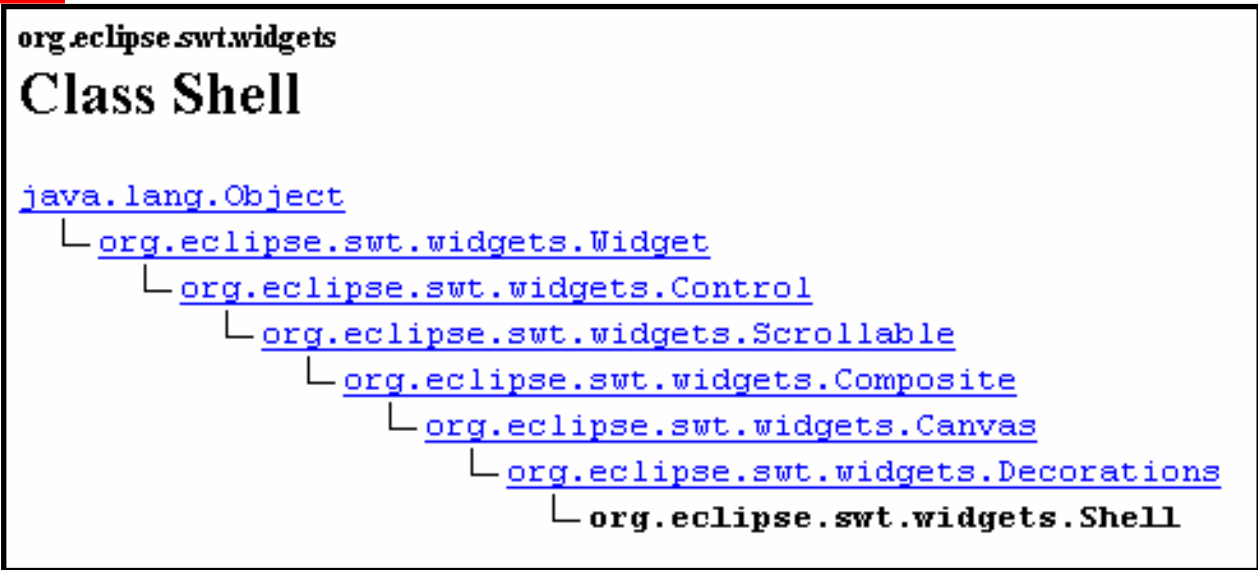 org.eclipse.swt.widgets
Class Shell
java.lang.Object
org.eclipse.swt.widgets.Widget
org.eclipse.swt.widgets.Control
org.eclipse.swt.widgets.Scrollable
org.eclipse.swt.widgets.Composite
org.eclipse.swt.widgets.Canvas
org.eclipse.swt.widgets.Decorations
org.eclipse.swt.widgets.Shell